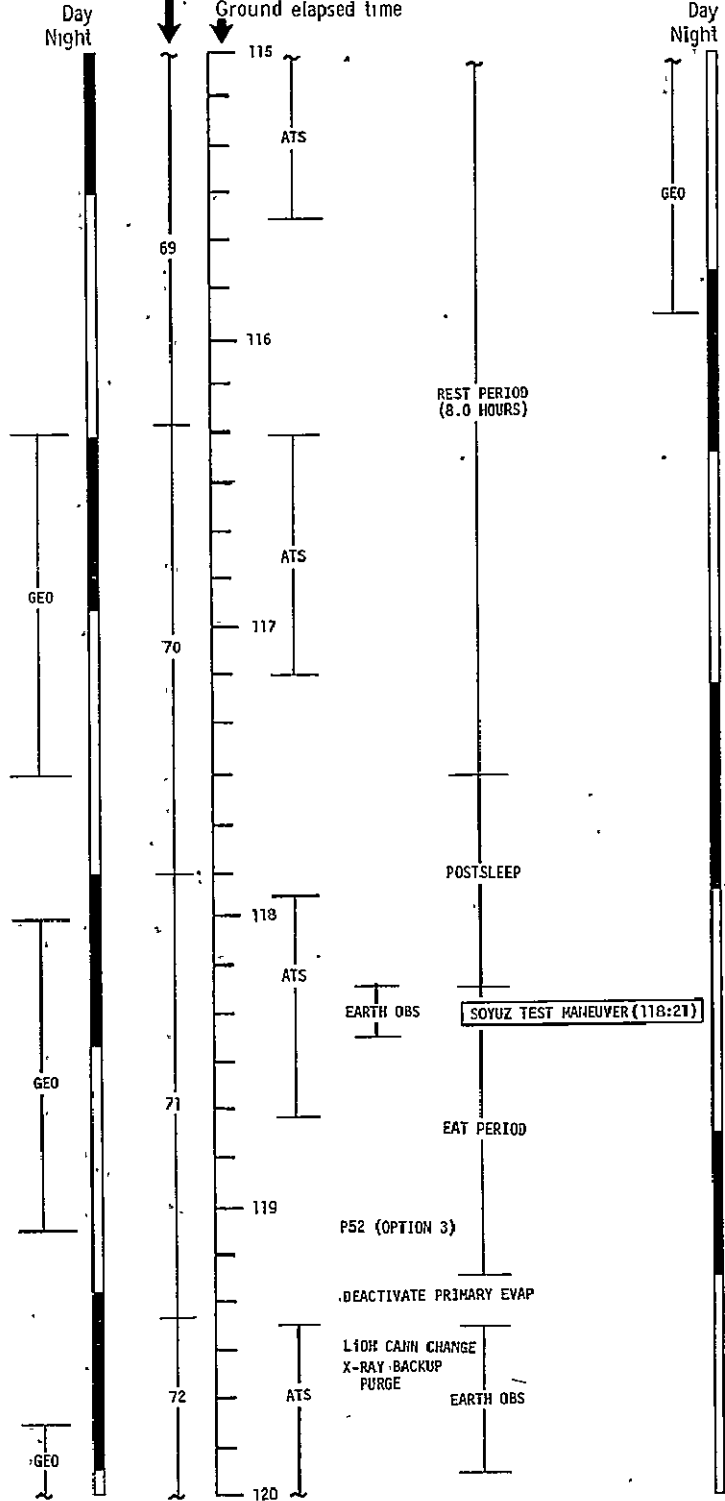 Ground elapsed time
Day
Night
Day
Night
115
ATS
GEO
69
116
REST PERIOD
(8.0 HOURS)
ATS
GEO
117
70
POSTSLEEP
118
ATS
EARTH OBS
SOYUZ TEST MANEUVER (118:21)
GEO
71
EAT PERIOD
119
P52 (OPTION 3)
DEACTIVATE PRIMARY EVAP
LiOH CANN CHANGE
X-RAY BACKUP
PURGE
72
ATS
EARTH OBS
GEO
120